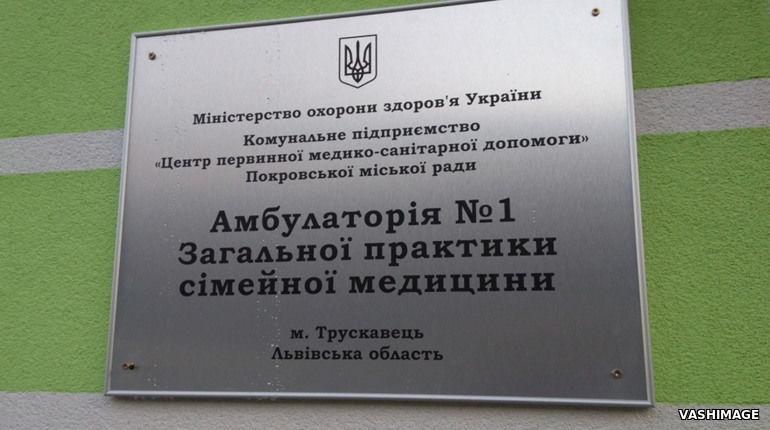 Міністерство охорони здоров'я України
Комунальне підприємство
«Центр первинної медико-санітарної допомоги»
Покровської міської ради
Амбулаторія №1
Загальної практики
сімейної медицини
м. Трускавець
Львівська область
VASHIMAGE